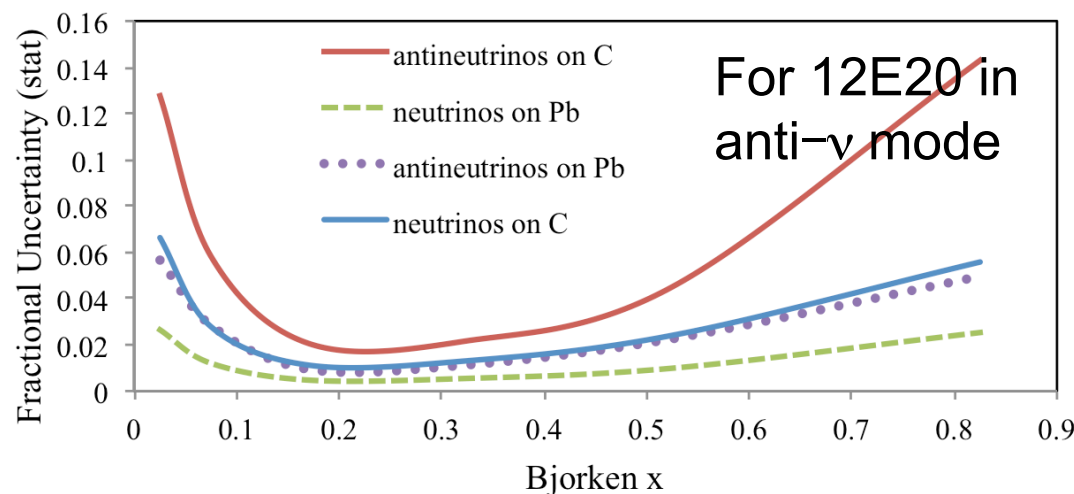 Fractional Uncertainty (stat)
0.16
0.14
0.12
0.1
0.08
0.06
0.04
0.02
0
antineutrinos on C
neutrinos on Pb
antineutrinos on Pb
neutrinos on C
For 12E20 in
anti−ν mode
0 0.1 0.2 0.3 0.4 0.5 0.6 0.7 0.8 0.9
Bjorken x